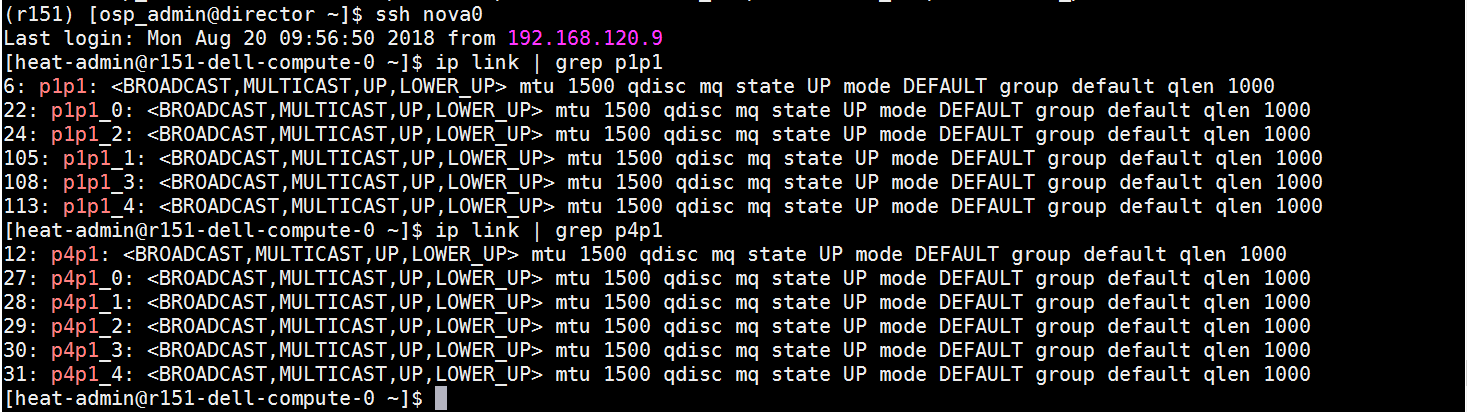 (r151) [osp_admin@director ~]$ ssh nova0
Last login: Mon Aug 20 09:56:50 2018 from 192.168.120.9
[heat-admin@r151-dell-compute-0 ~]$ ip link | grep p1p1
6: p1p1: <BROADCAST,MULTICAST,UP,LOWER_UP> mtu 1500 qdisc mq state UP mode DEFAULT group default qlen 1000
22: p1p1_0: <BROADCAST,MULTICAST,UP,LOWER_UP> mtu 1500 qdisc mq state UP mode DEFAULT group default qlen 1000
24: p1p1_2: <BROADCAST,MULTICAST,UP,LOWER_UP> mtu 1500 qdisc mq state UP mode DEFAULT group default qlen 1000
105: p1p1_1: <BROADCAST,MULTICAST,UP,LOWER_UP> mtu 1500 qdisc mq state UP mode DEFAULT group default qlen 1000
108: p1p1_3: <BROADCAST,MULTICAST,UP,LOWER_UP> mtu 1500 qdisc mq state UP mode DEFAULT group default qlen 1000
113: p1p1_4: <BROADCAST,MULTICAST,UP,LOWER_UP> mtu 1500 qdisc mq state UP mode DEFAULT group default qlen 1000
[heat-admin@r151-dell-compute-0 ~]$ ip link | grep p4p1
12: p4p1: <BROADCAST,MULTICAST,UP,LOWER_UP> mtu 1500 qdisc mq state UP mode DEFAULT group default qlen 1000
27: p4p1_0: <BROADCAST,MULTICAST,UP,LOWER_UP> mtu 1500 qdisc mq state UP mode DEFAULT group default qlen 1000
28: p4p1_1: <BROADCAST,MULTICAST,UP,LOWER_UP> mtu 1500 qdisc mq state UP mode DEFAULT group default qlen 1000
29: p4p1_2: <BROADCAST,MULTICAST,UP,LOWER_UP> mtu 1500 qdisc mq state UP mode DEFAULT group default qlen 1000
30: p4p1_3: <BROADCAST,MULTICAST,UP,LOWER_UP> mtu 1500 qdisc mq state UP mode DEFAULT group default qlen 1000
31: p4p1_4: <BROADCAST,MULTICAST,UP,LOWER_UP> mtu 1500 qdisc mq state UP mode DEFAULT group default qlen 1000
[heat-admin@r151-dell-compute-0 ~]$